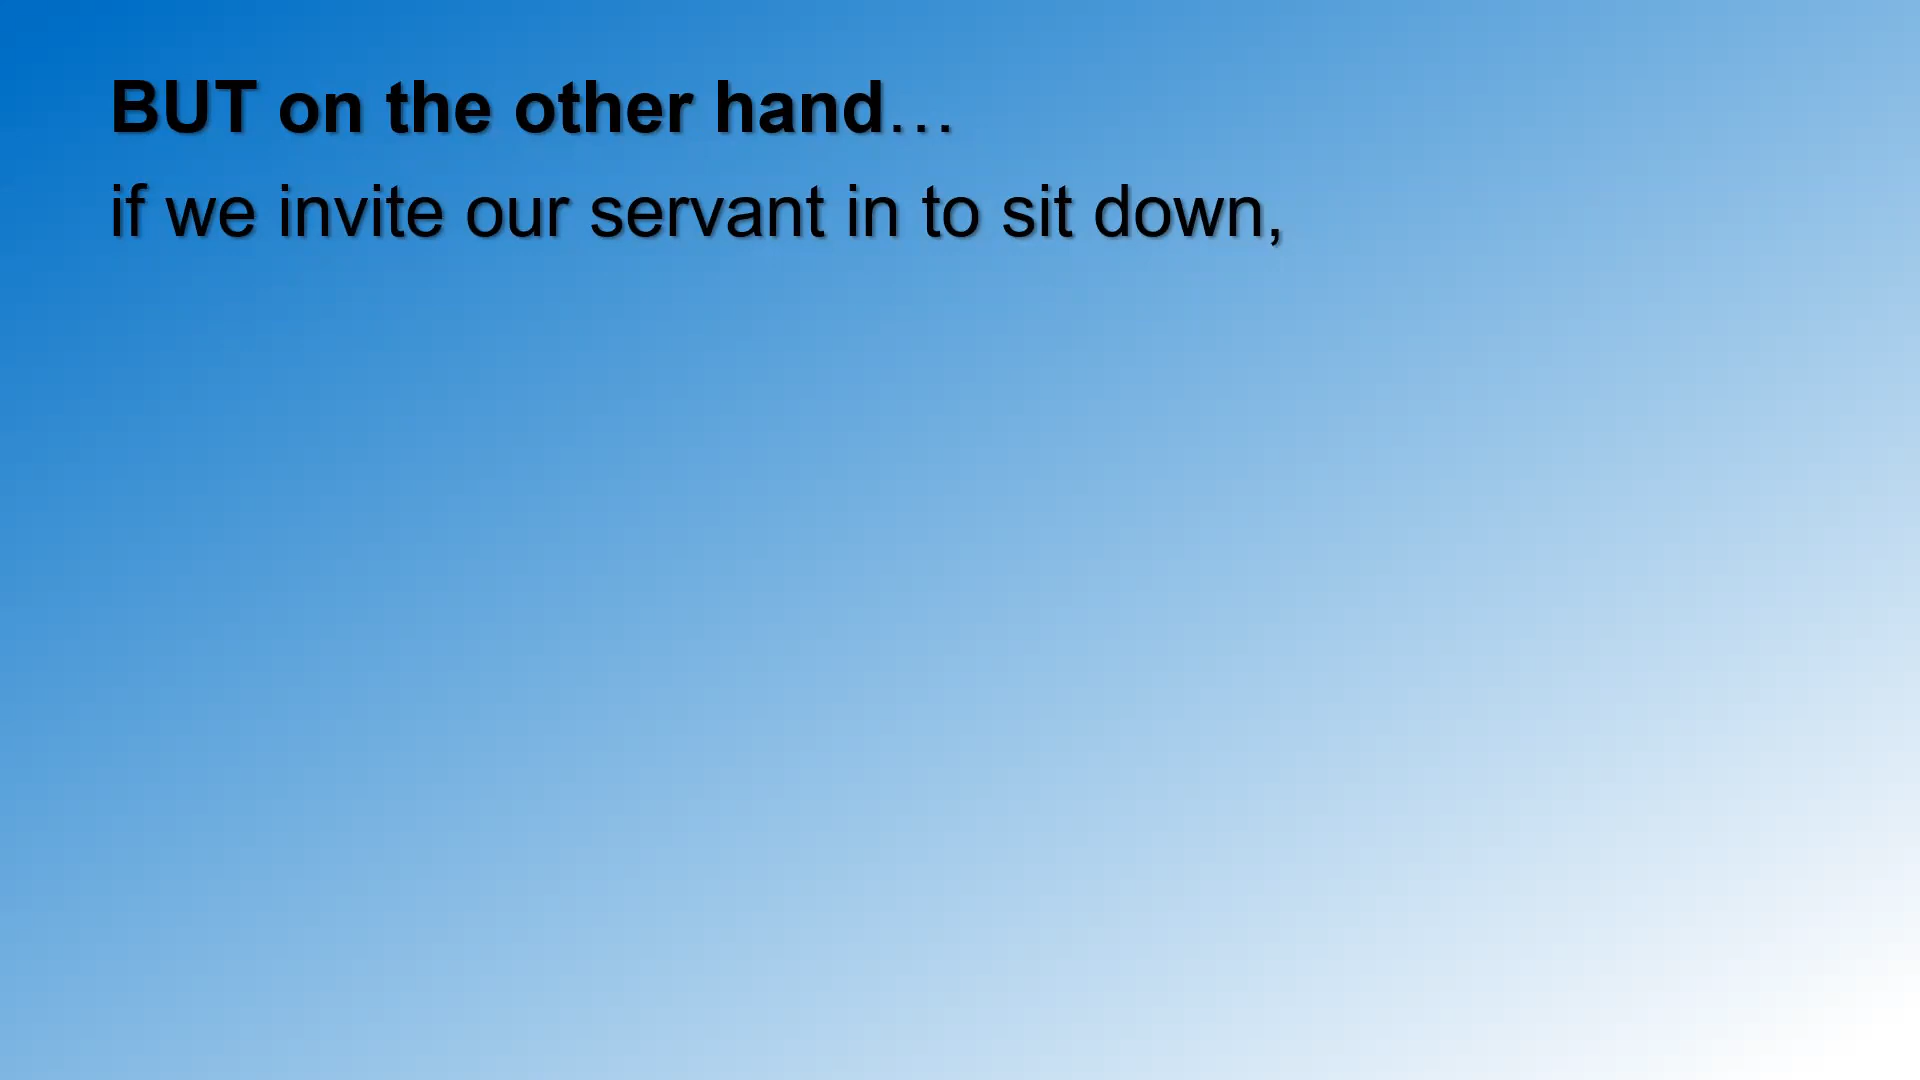 BUT on the other hand…
if we invite our servant in to sit down,